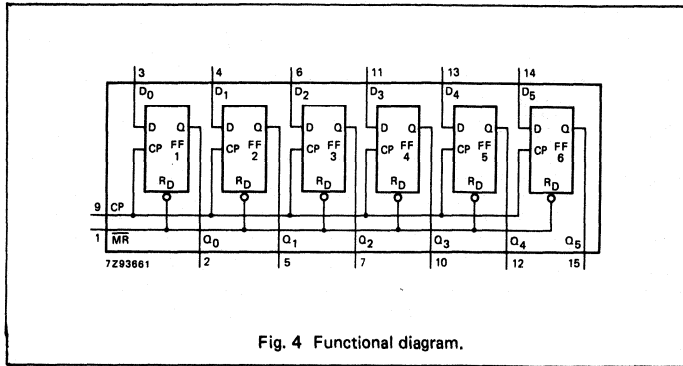 3 4 6 11 13 14
D0 D1 D2 D3 D4 D5
D Q D Q D Q D Q D Q D Q
CP FF 1 CP FF 2 CP FF 3 CP FF 4 CP FF 5 CP FF 6
RD RD RD RD RD RD
9 CP
1 MR Q0 Q1 Q2 Q3 Q4 Q5
7Z93661 2 5 7 10 12 15
Fig. 4 Functional diagram.